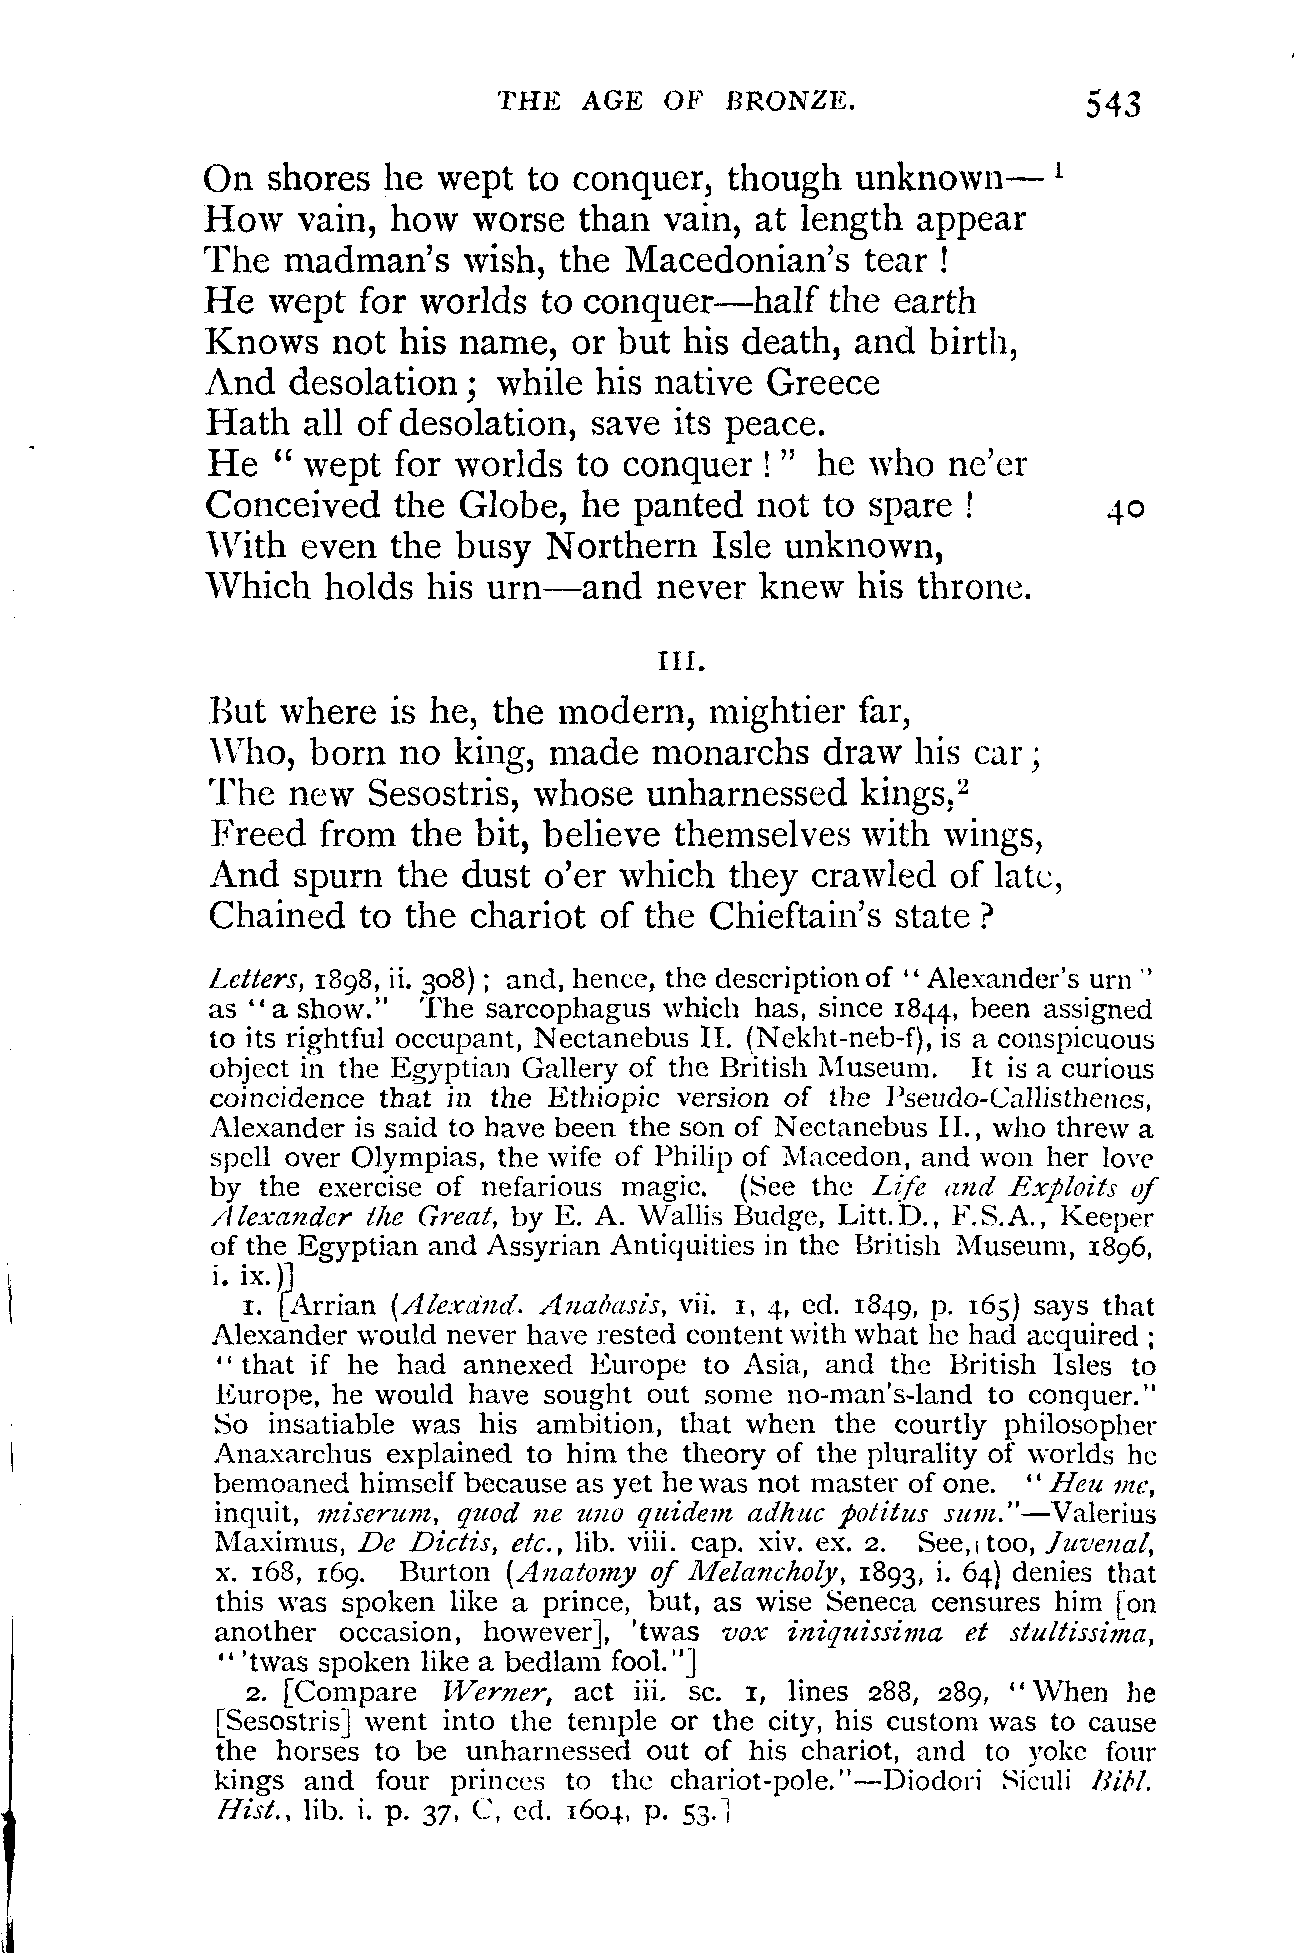 THE AGE OF BRONZE. 543
On shores he wept to conquer, though unknown— 1
How vain, how worse than vain, at length appear
The madman's wish, the Macedonian's tear !
He wept for worlds to conquer—half the earth
Knows not his name, or but his death, and birth,
And desolation ; while his native Greece
Hath all of desolation, save its peace.
He " wept for worlds to conquer ! " he who ne'er
Conceived the Globe, he panted not to spare ! 40
With even the busy Northern Isle unknown,
Which holds his urn—and never knew his throne.
III.
But where is he, the modern, mightier far,
Who, born no king, made monarchs draw his car ;
The new Sesostris, whose unharnessed kings,2
Freed from the bit, believe themselves with wings,
And spurn the dust o'er which they crawled of late,
Chained to the chariot of the Chieftain's state ?
Letters, 1898, ii. 308) ; and, hence, the description of " Alexander's urn "
as " a show." The sarcophagus which has, since 1844, been assigned
to its rightful occupant, Nectanebus II. (Nekht-neb-f), is a conspicuous
object in the Egyptian Gallery of the British Museum. It is a curious
coincidence that in the Ethiopic version of the Pseudo-Callisthenes,
Alexander is said to have been the son of Nectanebus II., who threw a
spell over Olympias, the wife of Philip of Macedon, and won her love
by the exercise of nefarious magic. (See the Life and Exploits of
Alexander the Great, by E. A. Wallis Budge, Litt.D., F.S.A., Keeper
of the Egyptian and Assyrian Antiquities in the British Museum, 1896,
i. ix.)]
1. [Arrian (Alexand. Anabasis, vii. 1, 4, ed. 1849, p. 165) says that
Alexander would never have rested content with what he had acquired ;
" that if he had annexed Europe to Asia, and the British Isles to
Europe, he would have sought out some no-man's-land to conquer."
So insatiable was his ambition, that when the courtly philosopher
Anaxarchus explained to him the theory of the plurality of worlds he
bemoaned himself because as yet he was not master of one. " Heu me,
inquit, miserum, quod ne uno quidem adhuc potitus sum."—Valerius
Maximus, De Dictis, etc., lib. viii. cap. xiv. ex. 2. See, too, Juvenal,
x. 168, 169. Burton (Anatomy of Melancholy, 1893, i. 64) denies that
this was spoken like a prince, but, as wise Seneca censures him [on
another occasion, however], 'twas vox iniquissima et stultissima,
" 'twas spoken like a bedlam fool."]
2. [Compare Werner, act iii. sc. 1, lines 288, 289, " When he
[Sesostris] went into the temple or the city, his custom was to cause
the horses to be unharnessed out of his chariot, and to yoke four
kings and four princes to the chariot-pole."—Diodori Siculi Bibl.
Hist., lib. i. p. 37, C, ed. 1604, p. 53.]